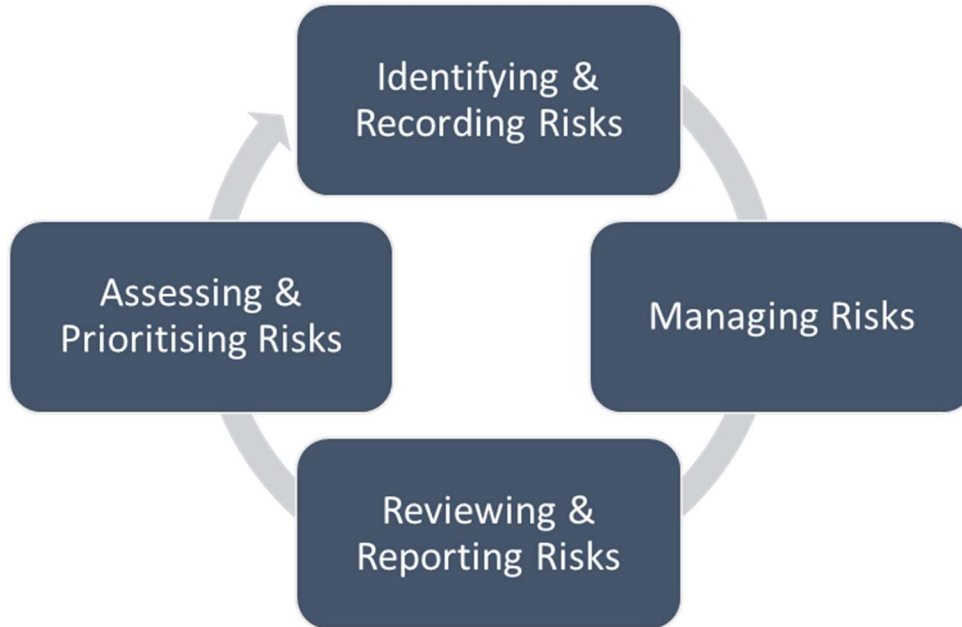 Identifying &
Recording Risks
Assessing &
Prioritising Risks
Managing Risks
Reviewing &
Reporting Risks